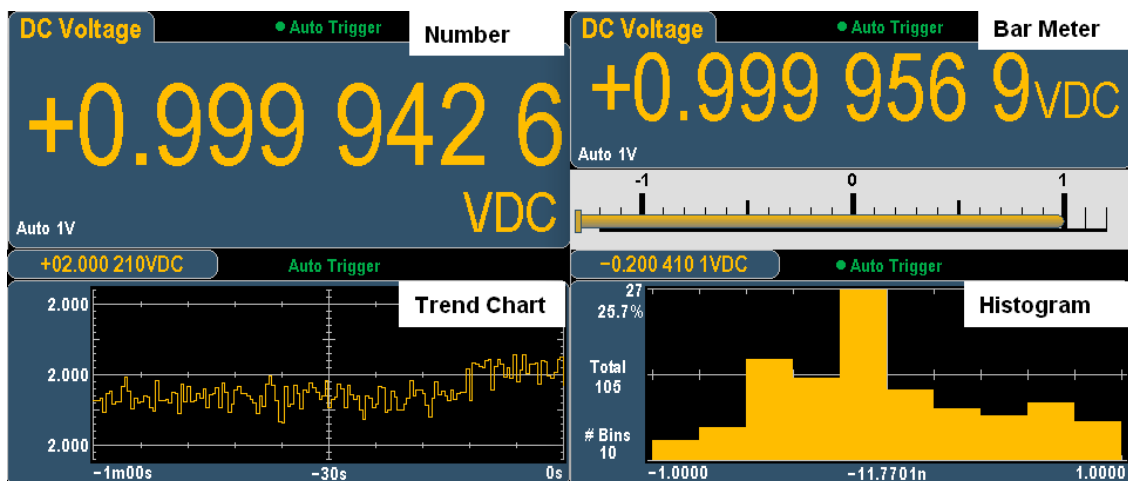 DC Voltage
● Auto Trigger
Number
+0.999 942 6
VDC
Auto 1V
DC Voltage
● Auto Trigger
Bar Meter
+0.999 956 9VDC
Auto 1V
-1 0 1
+02.000 210VDC
Auto Trigger
Trend Chart
2.000
2.000
2.000
−1m00s −30s 0s
−0.200 410 1VDC
● Auto Trigger
Histogram
27
25.7%
Total
105
# Bins
10
−1.0000 −11.7701n 1.0000